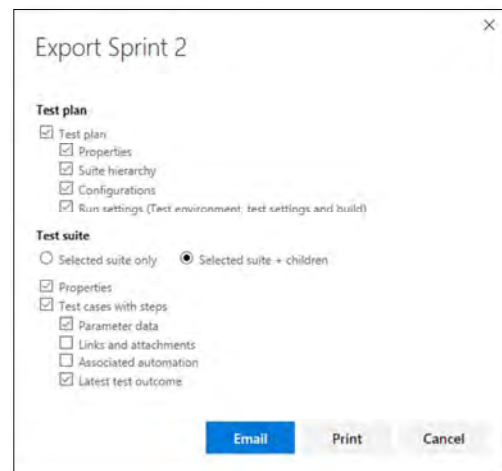 Export Sprint 2
Test plan
Test plan
Properties
Suite hierarchy
Configurations
Run settings (Test environment, test settings and build)
Test suite
Selected suite only Selected suite + children
Properties
Test cases with steps
Parameter data
Links and attachments
Associated automation
Latest test outcome
Email Print Cancel